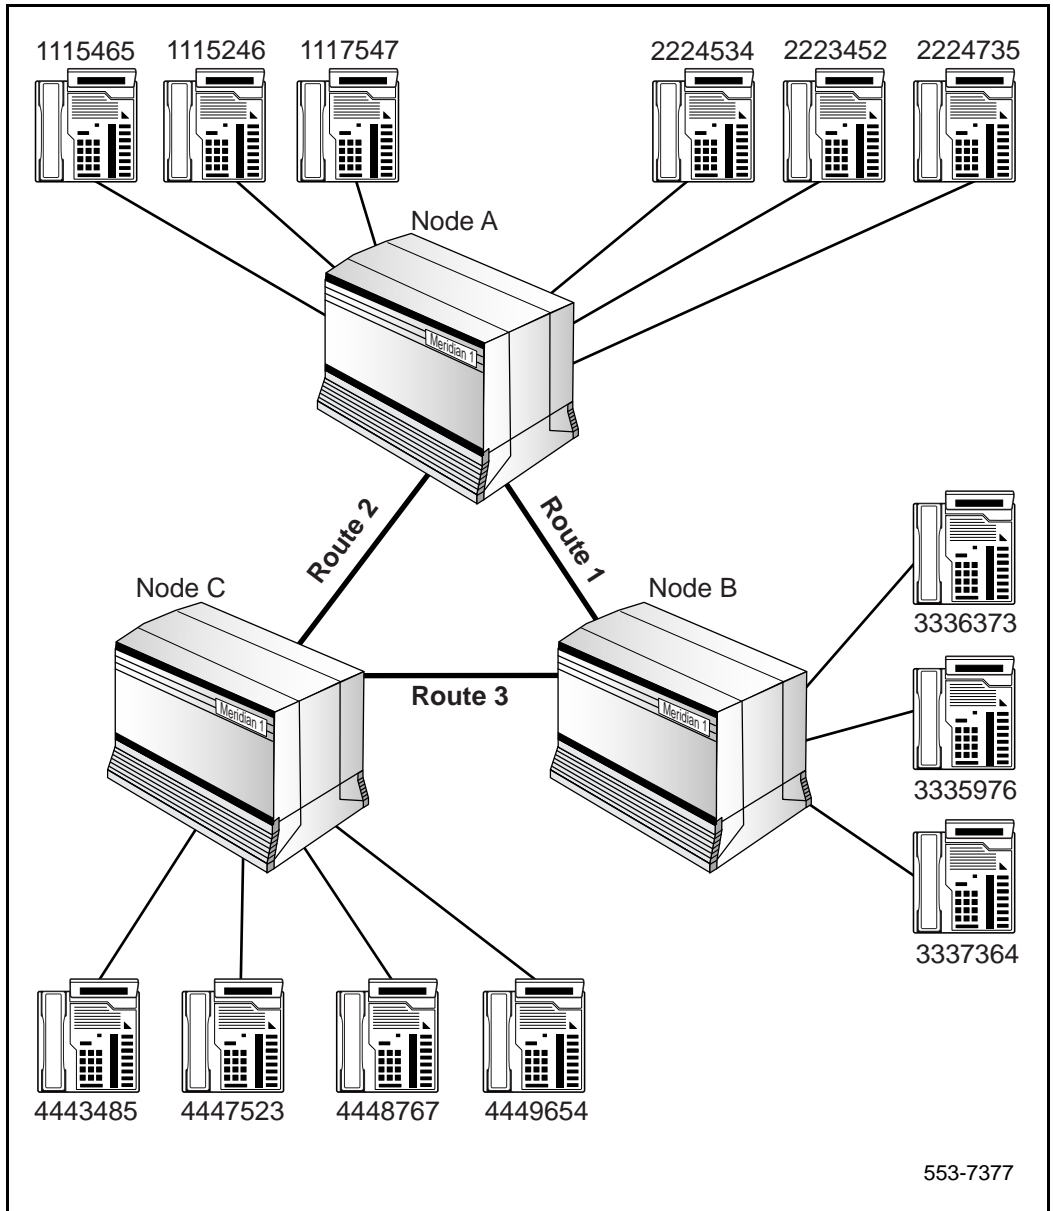 1115465 1115246 1117547 2224534 2223452 2224735
Node A
Meridian 1
Route 2
Route 1
Node C
Node B
3336373
Route 3
Meridian 1
Meridian 1
3335976
3337364
4443485 4447523 4448767 4449654
553-7377